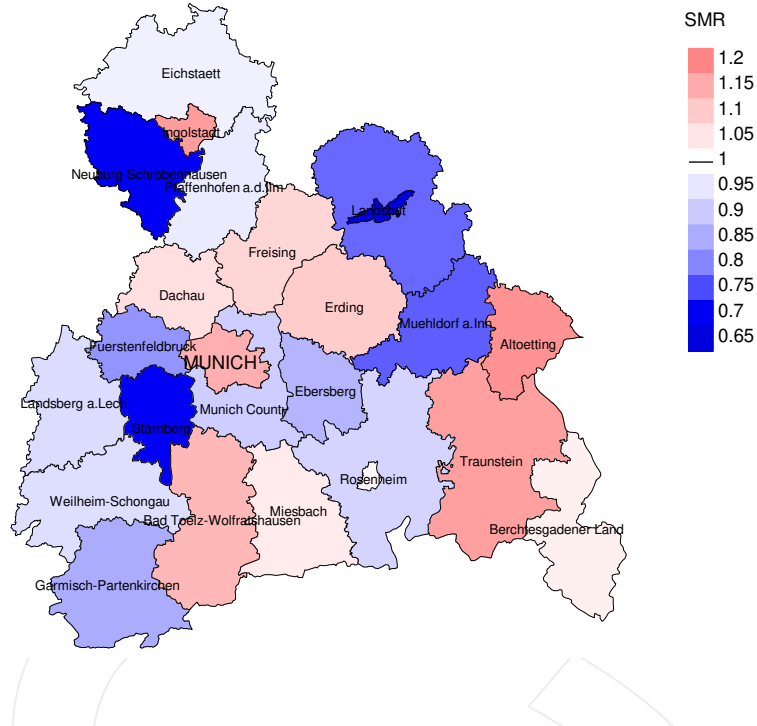 SMR
1.2
1.15
1.1
1.05
1
0.95
0.9
0.85
0.8
0.75
0.7
0.65
Eichstaett
Ingolstadt
Neuburg-Schrobenhausen
Pfaffenhofen a.d.Ilm
Landshut
Freising
Dachau
Erding
Muehldorf a.Inn
Altoetting
Fuerstenfeldbruck
MUNICH
Ebersberg
Landsberg a.Lech
Munich County
Starnberg
Traunstein
Rosenheim
Weilheim-Schongau
Miesbach
Bad Toelz-Wolfratshausen
Berchtesgadener Land
Garmisch-Partenkirchen